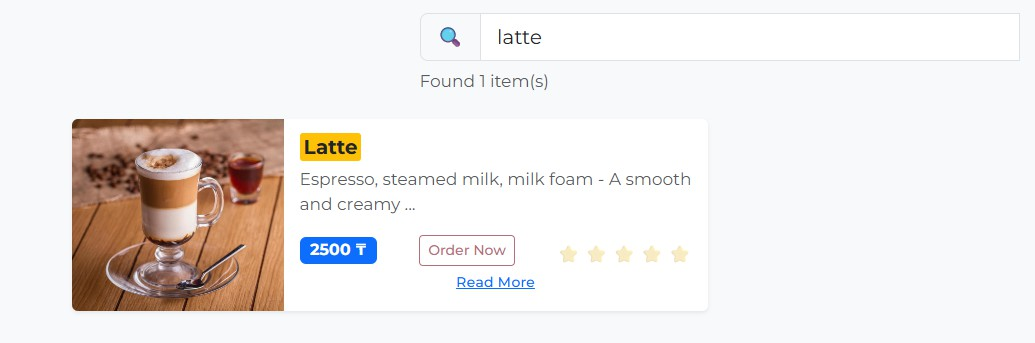 latte
Found 1 item(s)
Latte
Espresso, steamed milk, milk foam - A smooth
and creamy ...
2500 ₸
Order Now
Read More